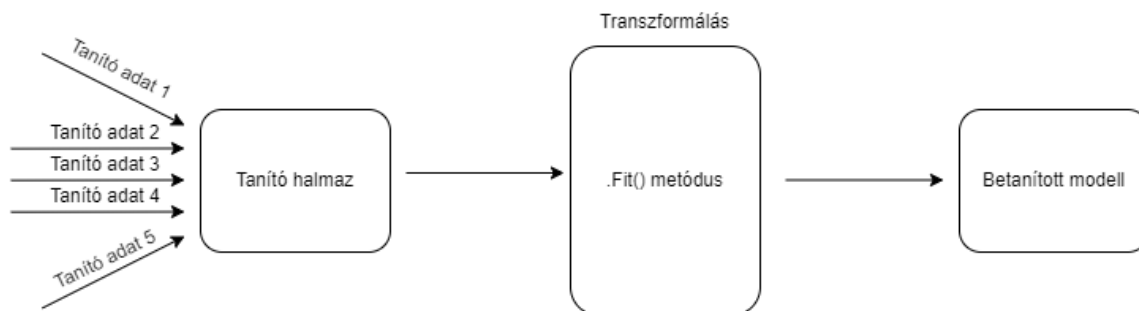 Transzformálás
Tanító adat 1
Tanító adat 2
Tanító adat 3
Tanító adat 4
Tanító adat 5
Tanító halmaz
.Fit() metódus
Betanított modell